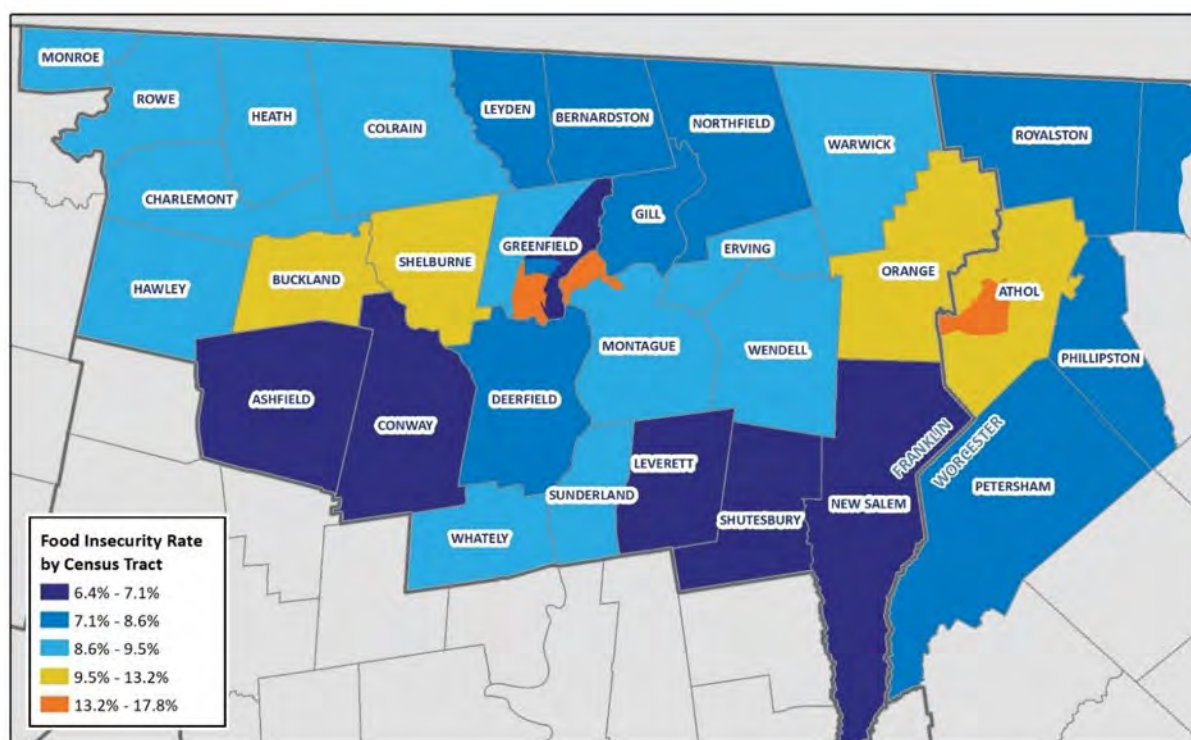 MONROE
ROWE
HEATH
COLRAIN
LEYDEN
BERNARDSTON
NORTHFIELD
WARWICK
ROYALSTON
CHARLEMONT
GILL
GREENFIELD
ERVING
HAWLEY
BUCKLAND
SHELBURNE
ORANGE
ATHOL
MONTAGUE
WENDELL
PHILLIPSTON
ASHFIELD
CONWAY
DEERFIELD
FRANKLIN
WORCESTER
LEVERETT
SUNDERLAND
SHUTESBURY
NEW SALEM
PETERSHAM
WHATELY
Food Insecurity Rate
by Census Tract
6.4% - 7.1%
7.1% - 8.6%
8.6% - 9.5%
9.5% - 13.2%
13.2% - 17.8%